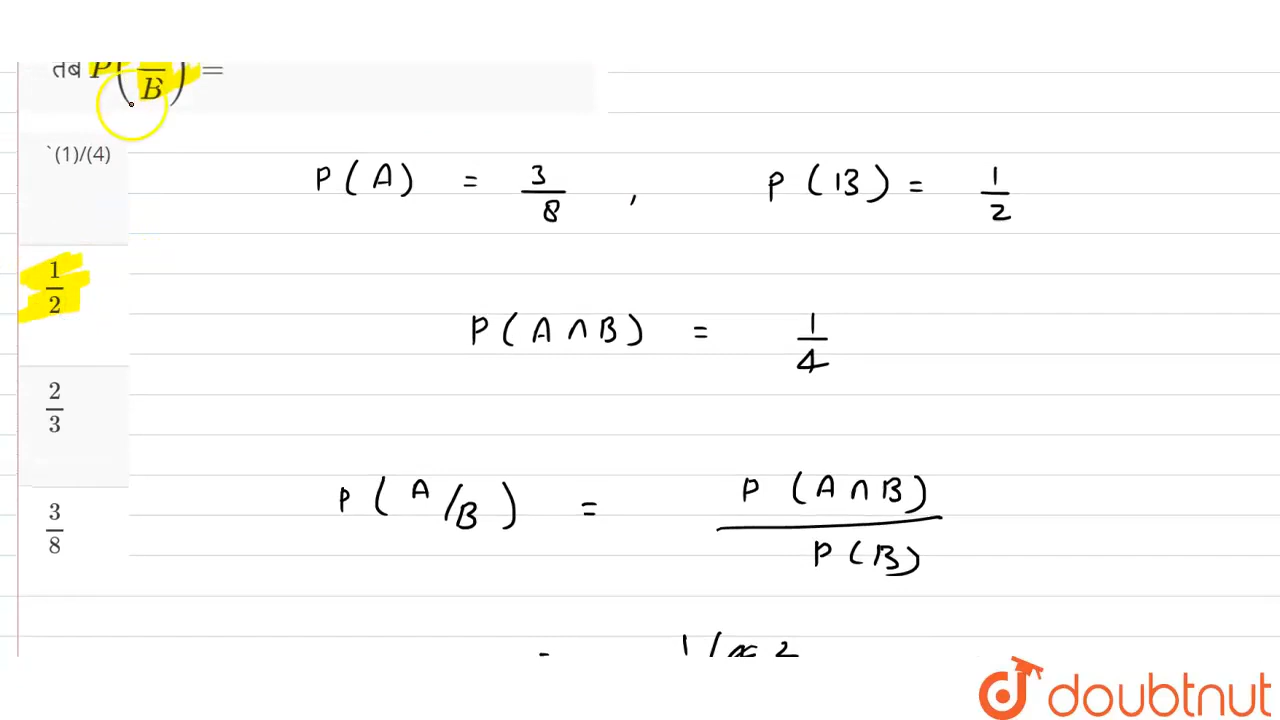 तब P(‾/B) =
`(1)/(4)
P(A) = 3/8 , P(B) = 1/2
1/2
P(A∩B) = 1/4
2/3
P(A/B) = P(A∩B)/P(B)
3/8
=
doubtnut